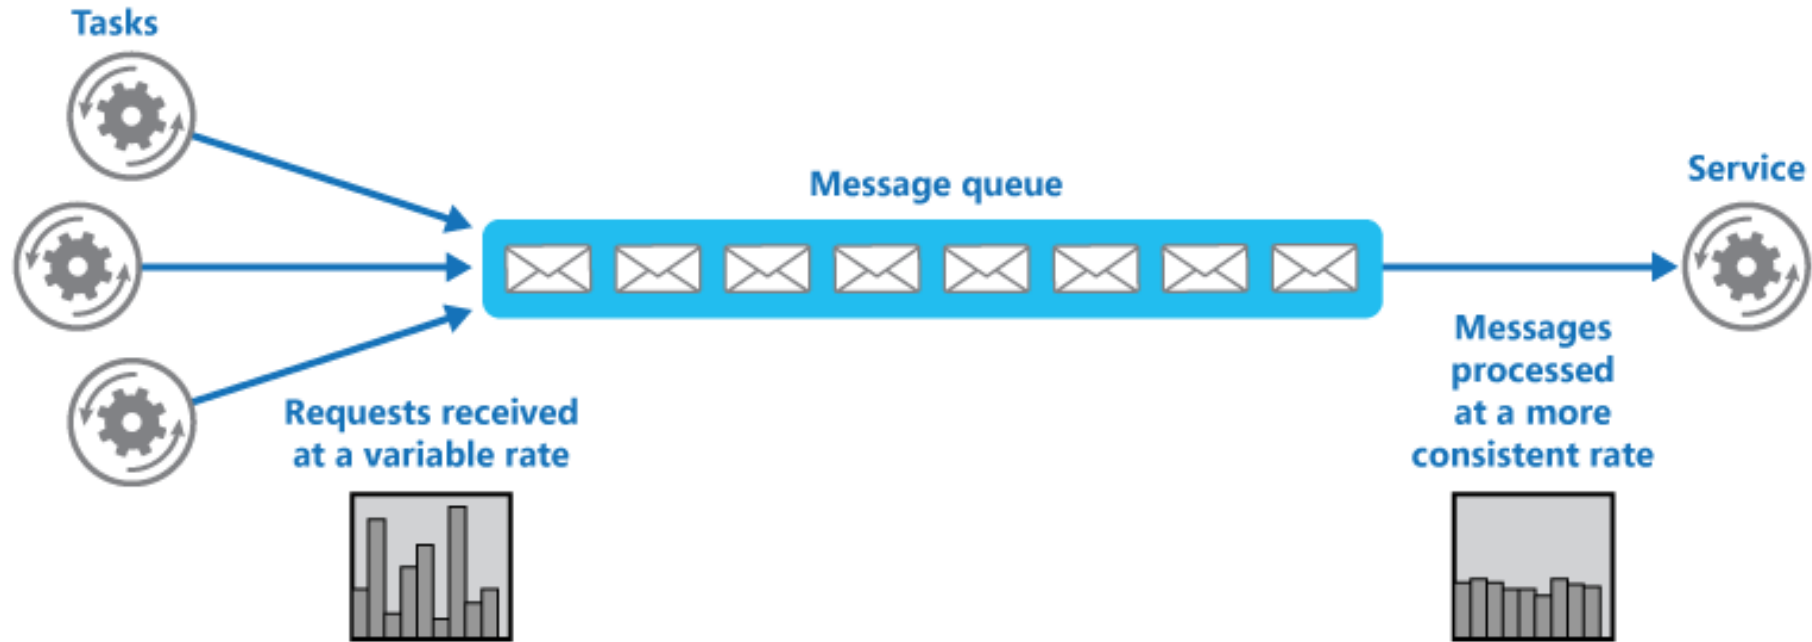 Tasks
Message queue
Service
Requests received
at a variable rate
Messages
processed
at a more
consistent rate